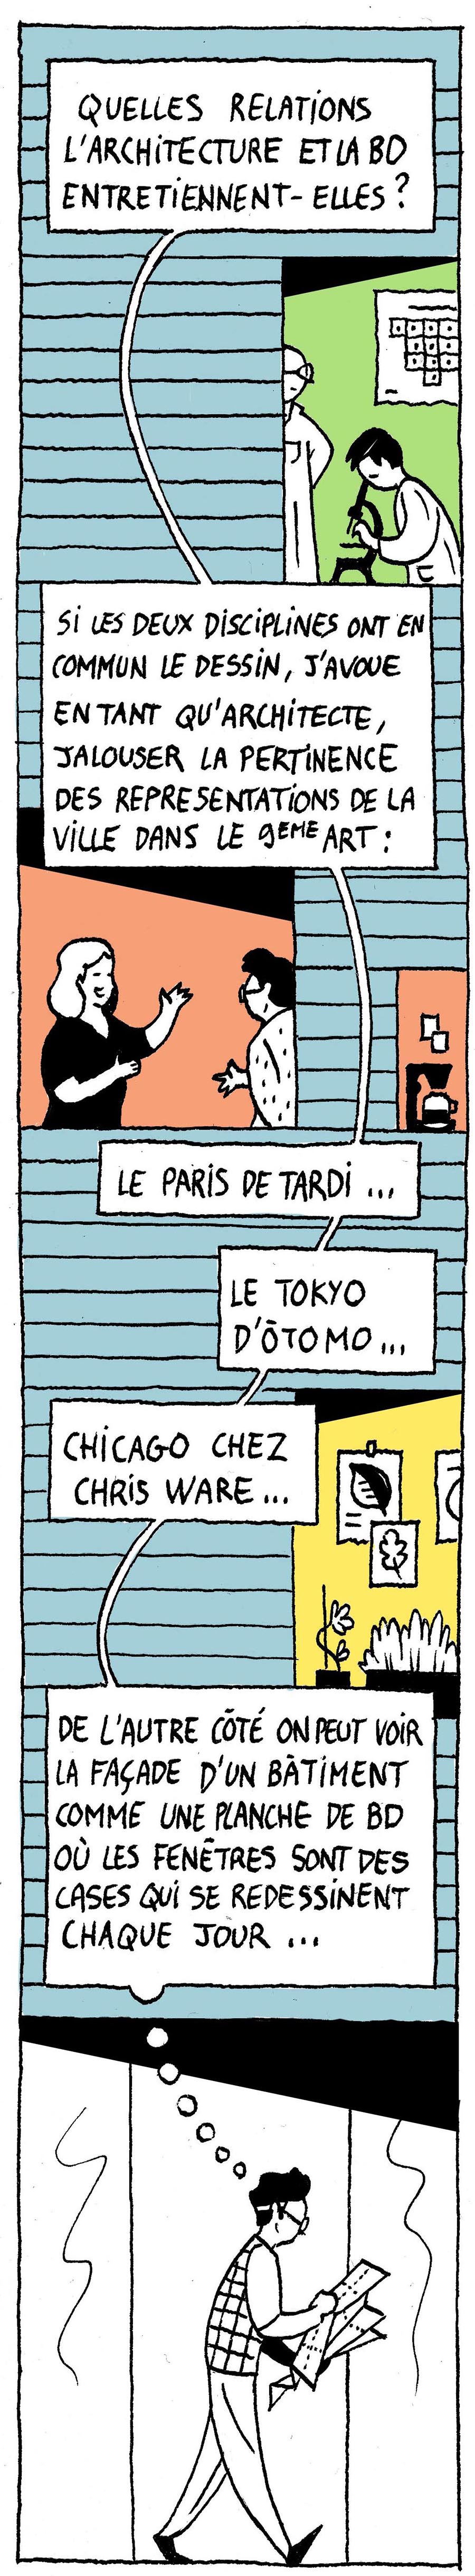 QUELLES RELATIONS
L'ARCHITECTURE ET LA BD
ENTRETIENNENT-ELLES?
SI LES DEUX DISCIPLINES ONT EN
COMMUN LE DESSIN, J'AVOUE
EN TANT QU'ARCHITECTE,
JALOUSER LA PERTINENCE
DES REPRESENTATIONS DE LA
VILLE DANS LE 9EME ART:
LE PARIS DE TARDI ...
LE TOKYO
D'ÔTOMO...
CHICAGO CHEZ
CHRIS WARE...
DE L'AUTRE CÔTÉ ON PEUT VOIR
LA FAÇADE D'UN BÂTIMENT
COMME UNE PLANCHE DE BD
OÙ LES FENÊTRES SONT DES
CASES QUI SE REDESSINENT
CHAQUE JOUR ...